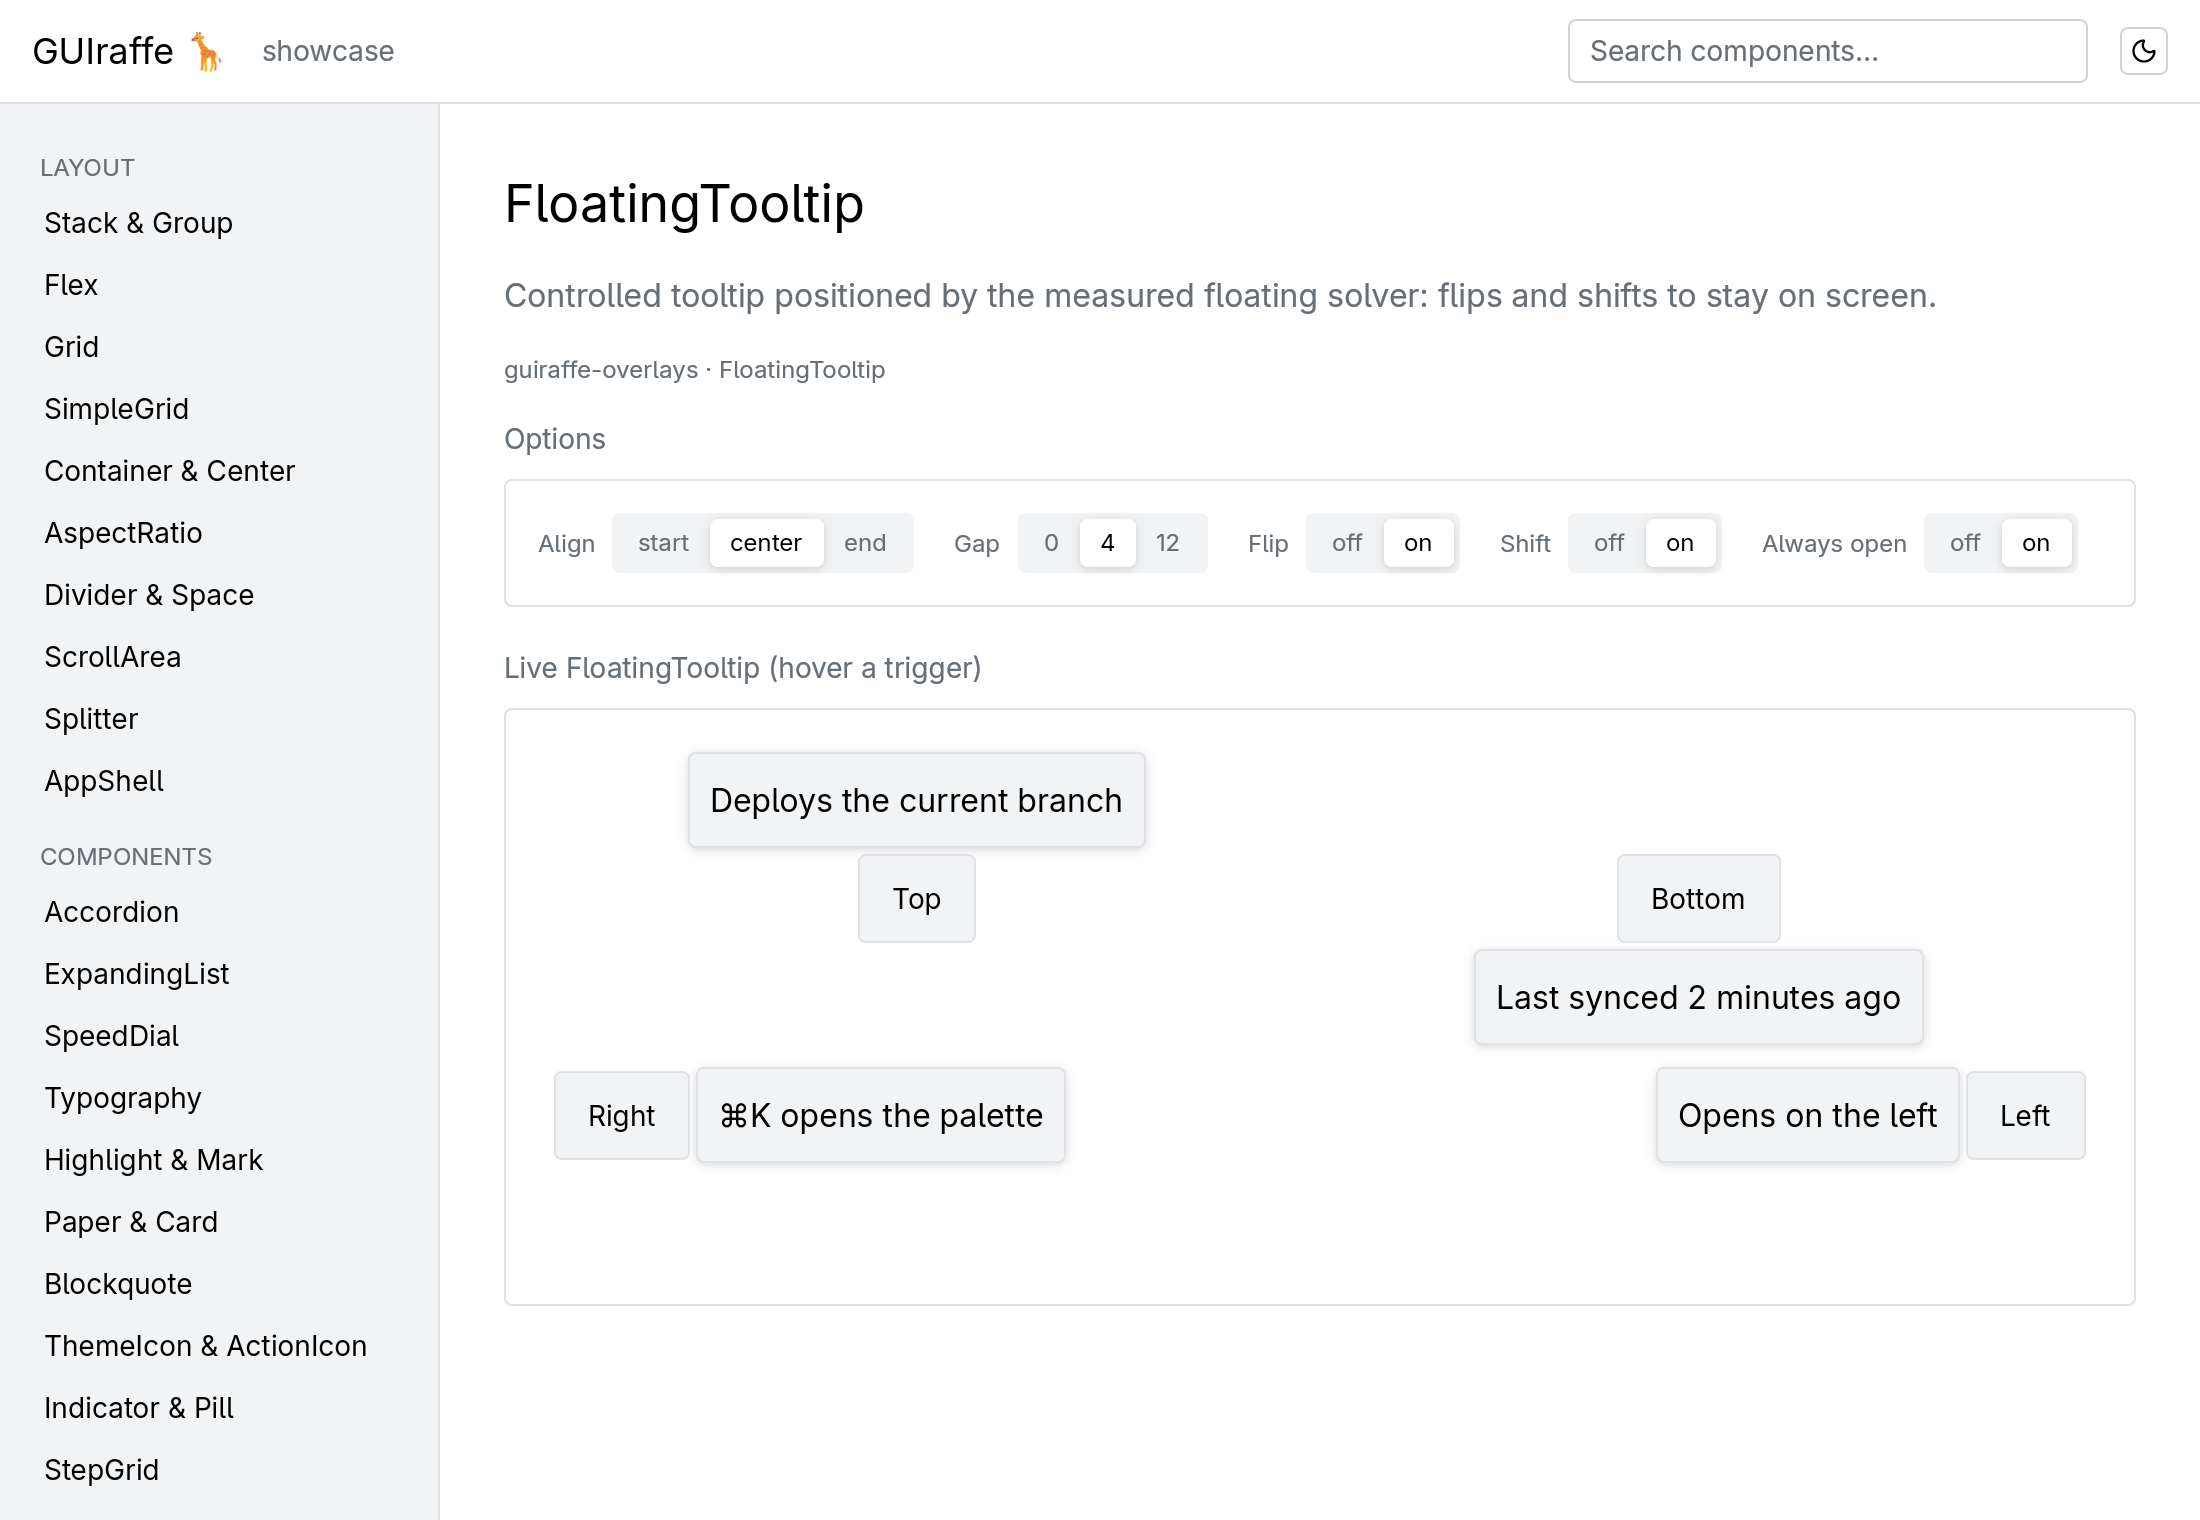 GUIraffe 🦒 showcase Search components...
LAYOUT
Stack & Group
Flex
Grid
SimpleGrid
Container & Center
AspectRatio
Divider & Space
ScrollArea
Splitter
AppShell
COMPONENTS
Accordion
ExpandingList
SpeedDial
Typography
Highlight & Mark
Paper & Card
Blockquote
ThemeIcon & ActionIcon
Indicator & Pill
StepGrid
FloatingTooltip
Controlled tooltip positioned by the measured floating solver: flips and shifts to stay on screen.
guiraffe-overlays · FloatingTooltip
Options
Align start center end Gap 0 4 12 Flip off on Shift off on Always open off on
Live FloatingTooltip (hover a trigger)
Deploys the current branch
Top Bottom
Last synced 2 minutes ago
Right ⌘K opens the palette Opens on the left Left